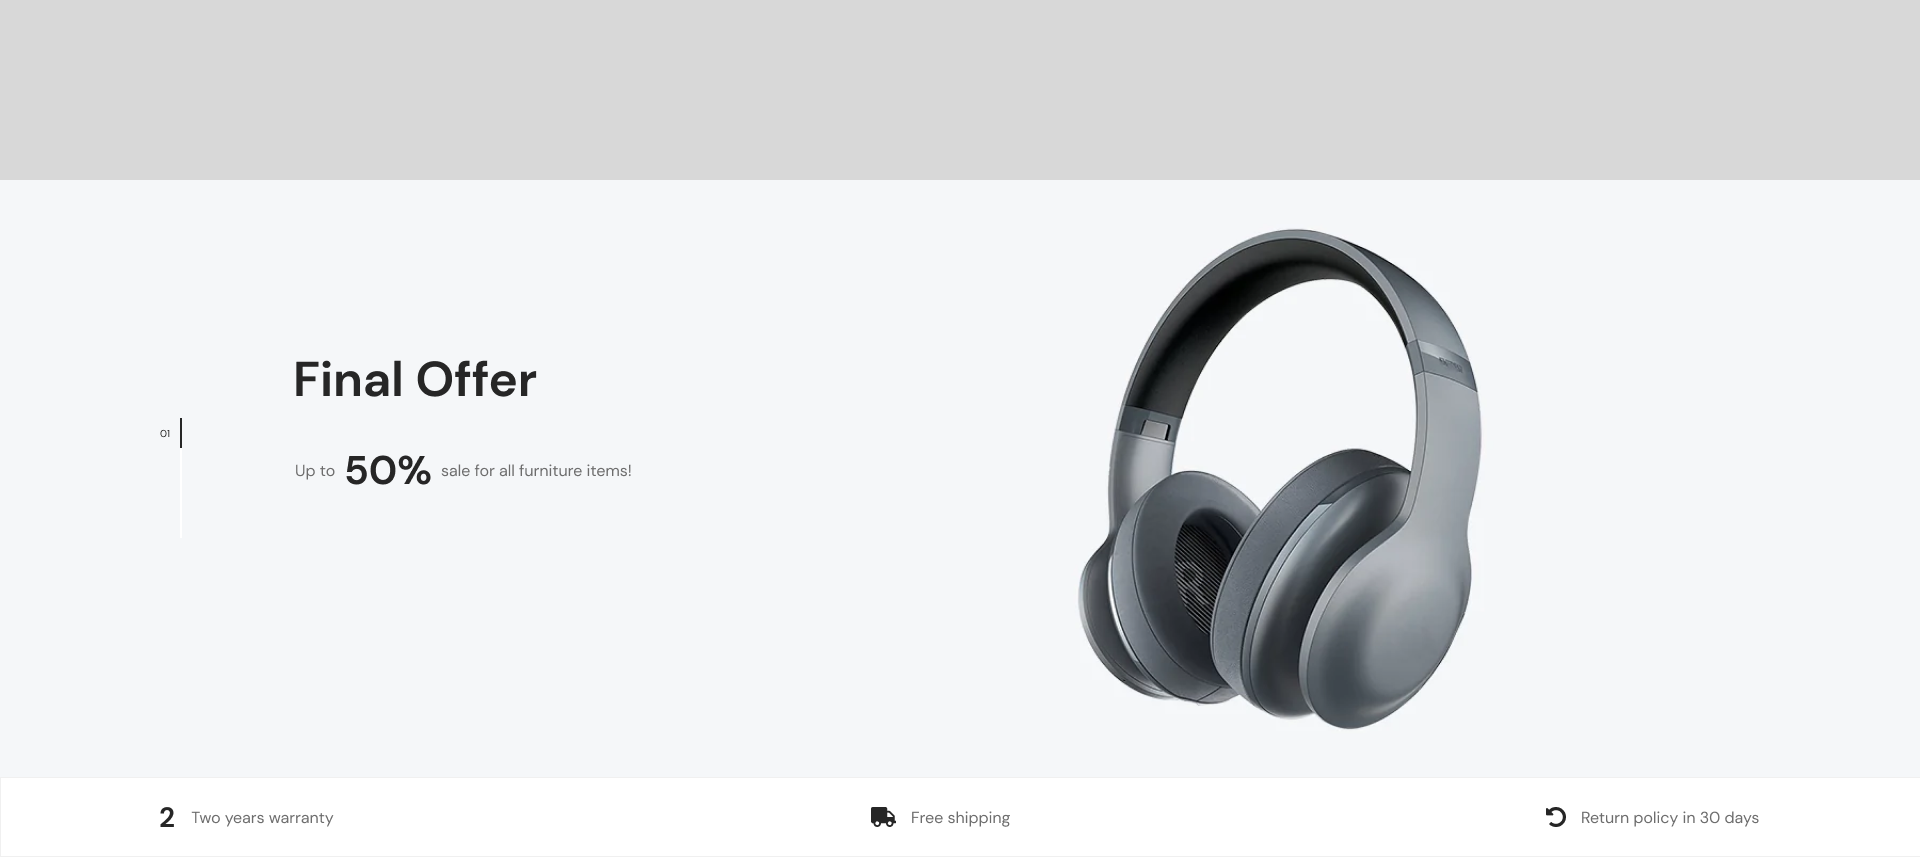 Final Offer
01
Up to 50% sale for all furniture items!
2 Two years warranty
Free shipping
Return policy in 30 days